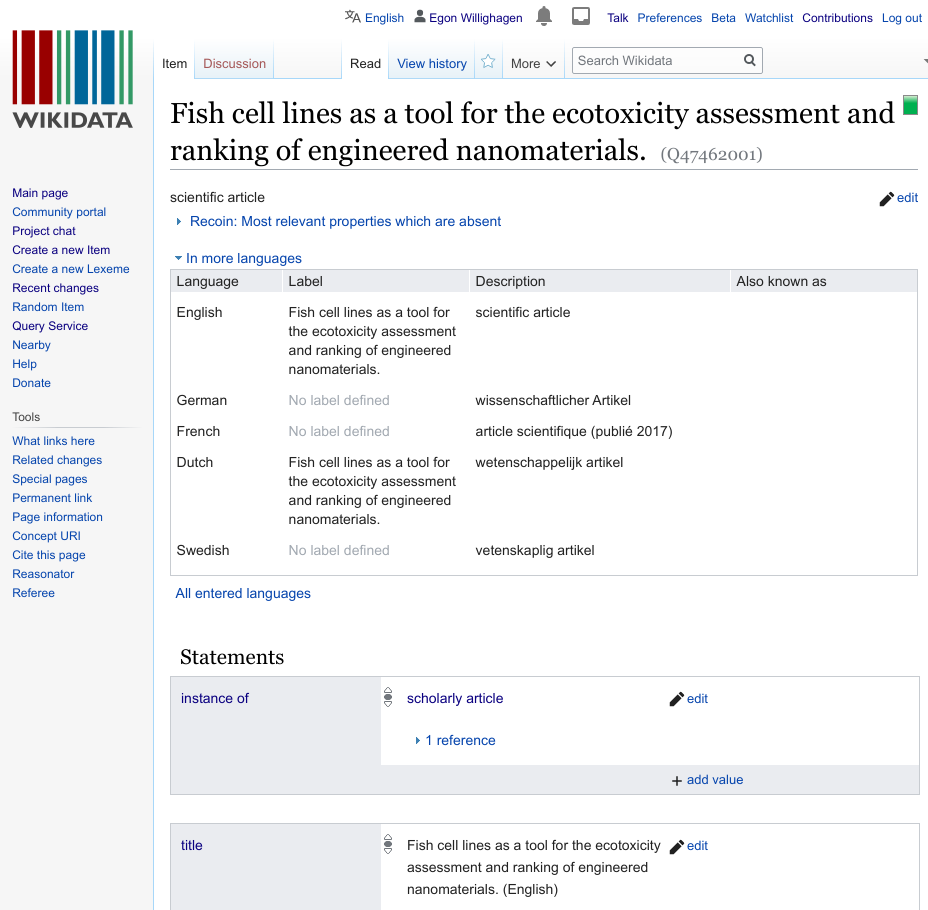 English Egon Willighagen Talk Preferences Beta Watchlist Contributions Log out
WIKIDATA
Item Discussion Read View history More Search Wikidata
Fish cell lines as a tool for the ecotoxicity assessment and
ranking of engineered nanomaterials. (Q47462001)
scientific article edit
Recoin: Most relevant properties which are absent
Main page
Community portal
Project chat
Create a new Item
Create a new Lexeme
Recent changes
Random Item
Query Service
Nearby
Help
Donate
Tools
What links here
Related changes
Special pages
Permanent link
Page information
Concept URI
Cite this page
Reasonator
Referee
In more languages
Language Label Description Also known as
English Fish cell lines as a tool for scientific article
the ecotoxicity assessment
and ranking of engineered
nanomaterials.
German No label defined wissenschaftlicher Artikel
French No label defined article scientifique (publié 2017)
Dutch Fish cell lines as a tool for wetenschappelijk artikel
the ecotoxicity assessment
and ranking of engineered
nanomaterials.
Swedish No label defined vetenskaplig artikel
All entered languages
Statements
instance of scholarly article edit
1 reference
+ add value
title Fish cell lines as a tool for the ecotoxicity edit
assessment and ranking of engineered
nanomaterials. (English)